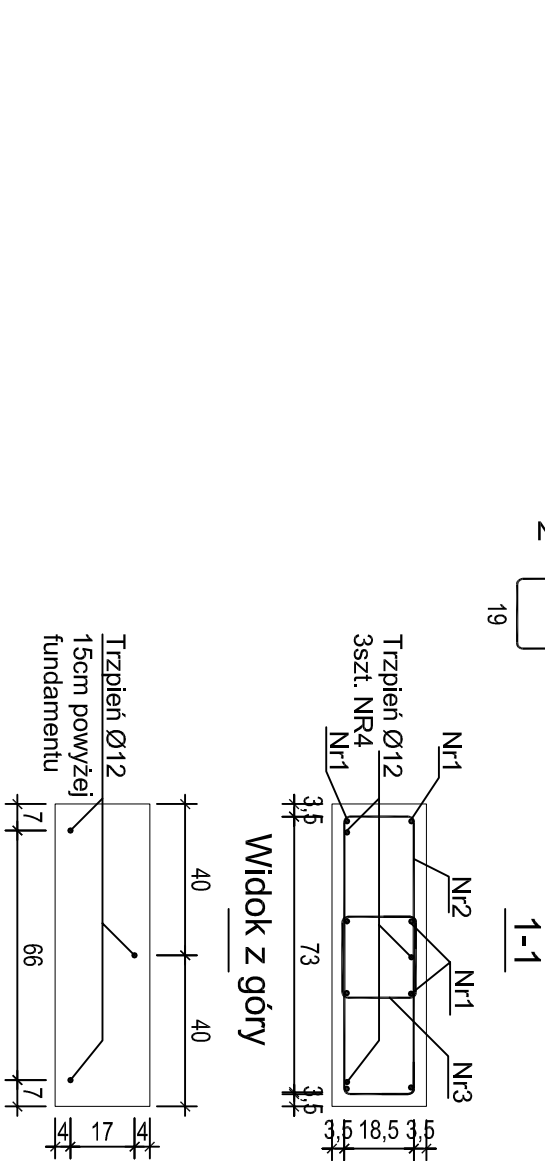 19
1-1
Nr1
Nr2
Nr1
Nr3
Trzpień Ø12
3szt. NR4
Nr1
3,5
73
3,5
3,5
18,5
3,5
Widok z góry
40
40
Trzpień Ø12
15cm powyżej
fundamentu
7
66
7
4
17
4